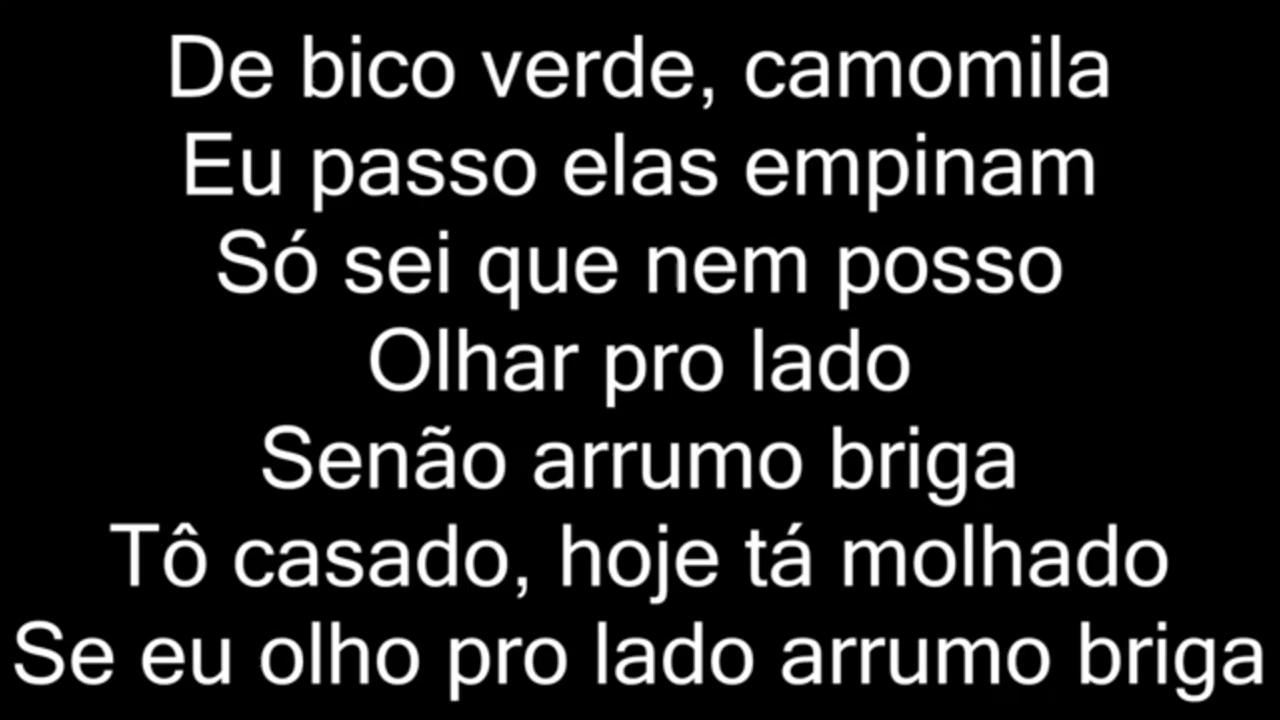 De bico verde, camomila
Eu passo elas empinam
Só sei que nem posso
Olhar pro lado
Senão arrumo briga
Tô casado, hoje tá molhado
Se eu olho pro lado arrumo briga